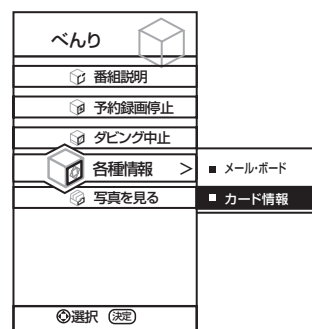 べんり
番組説明
予約録画停止
ダビング中止
各種情報 >
■ メール・ボード
■ カード情報
写真を見る
選択 決定